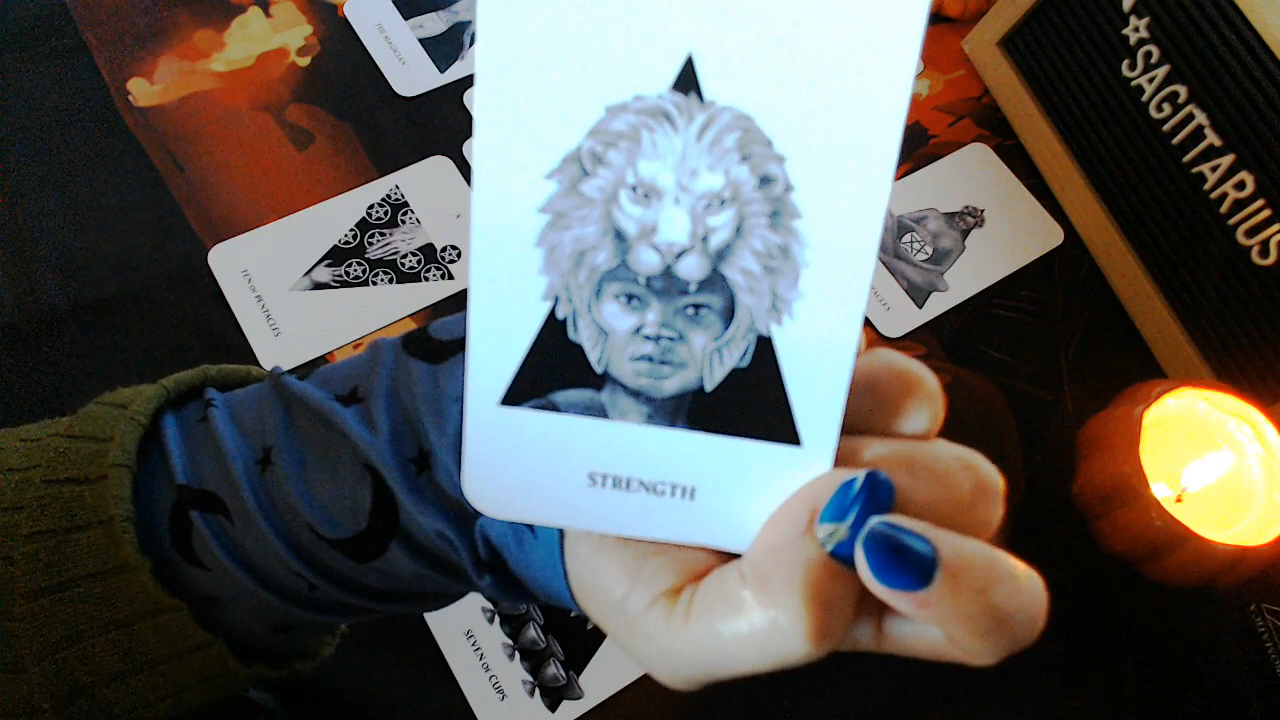 THE MAGICIAN
☆SAGITTARIUS
TEN OF PENTACLES
X
STRENGTH
SEVEN OF CUPS